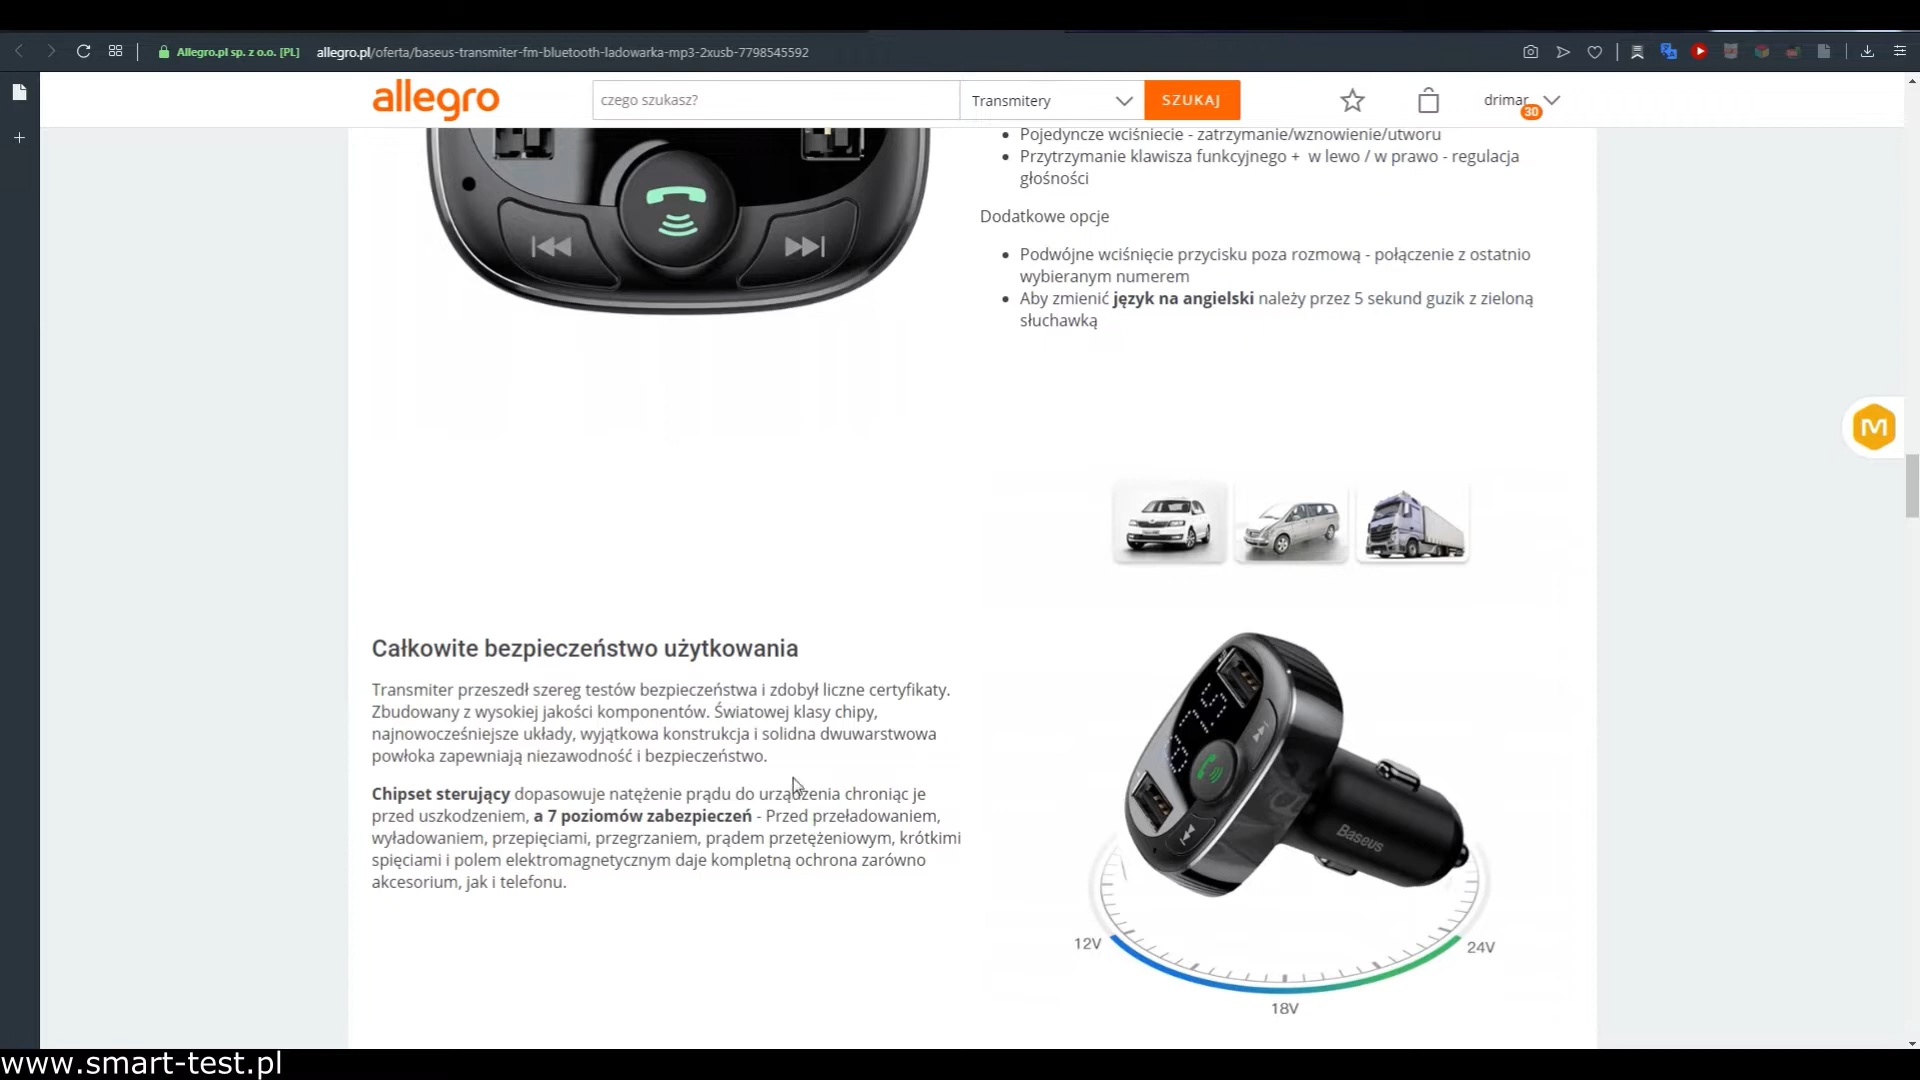 Allegro.pl sp. z o.o. [PL]
allegro.pl/oferta/baseus-transmiter-fm-bluetooth-ladowarka-mp3-2xusb-7798545592
allegro
czego szukasz?
Transmitery
SZUKAJ
drimar
30
Pojedyncze wciśniecie - zatrzymanie/wznowienie/utworu
Przytrzymanie klawisza funkcyjnego + w lewo / w prawo - regulacja
głośności
Dodatkowe opcje
Podwójne wciśnięcie przycisku poza rozmową - połączenie z ostatnio
wybieranym numerem
Aby zmienić język na angielski należy przez 5 sekund guzik z zieloną
słuchawką
M
Całkowite bezpieczeństwo użytkowania
Transmiter przeszedł szereg testów bezpieczeństwa i zdobył liczne certyfikaty.
Zbudowany z wysokiej jakości komponentów. Światowej klasy chipy,
najnowocześniejsze układy, wyjątkowa konstrukcja i solidna dwuwarstwowa
powłoka zapewniają niezawodność i bezpieczeństwo.
Chipset sterujący dopasowuje natężenie prądu do urządzenia chroniąc je
przed uszkodzeniem, a 7 poziomów zabezpieczeń - Przed przeładowaniem,
wyładowaniem, przepięciami, przegrzaniem, prądem przetężeniowym, krótkimi
spięciami i polem elektromagnetycznym daje kompletną ochrona zarówno
akcesorium, jak i telefonu.
Baseus
12V
24V
18V
www.smart-test.pl